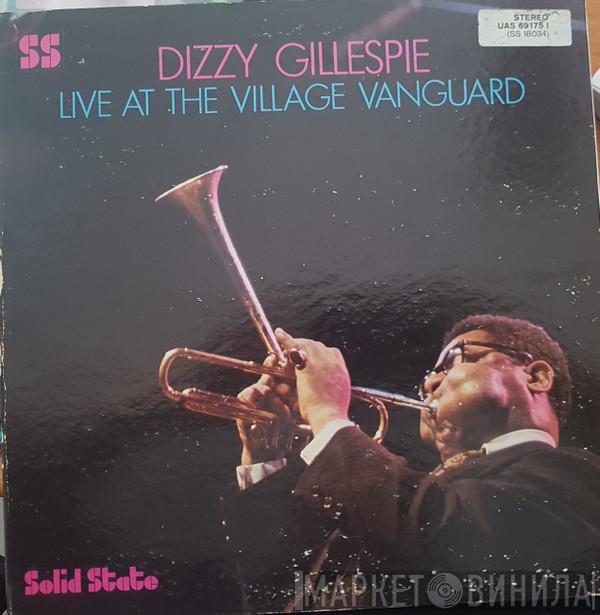 SS
STEREO
UAS 69175 I
(SS 18034)
DIZZY GILLESPIE
LIVE AT THE VILLAGE VANGUARD
Solid State
МАРКЕТ ВИНИЛА